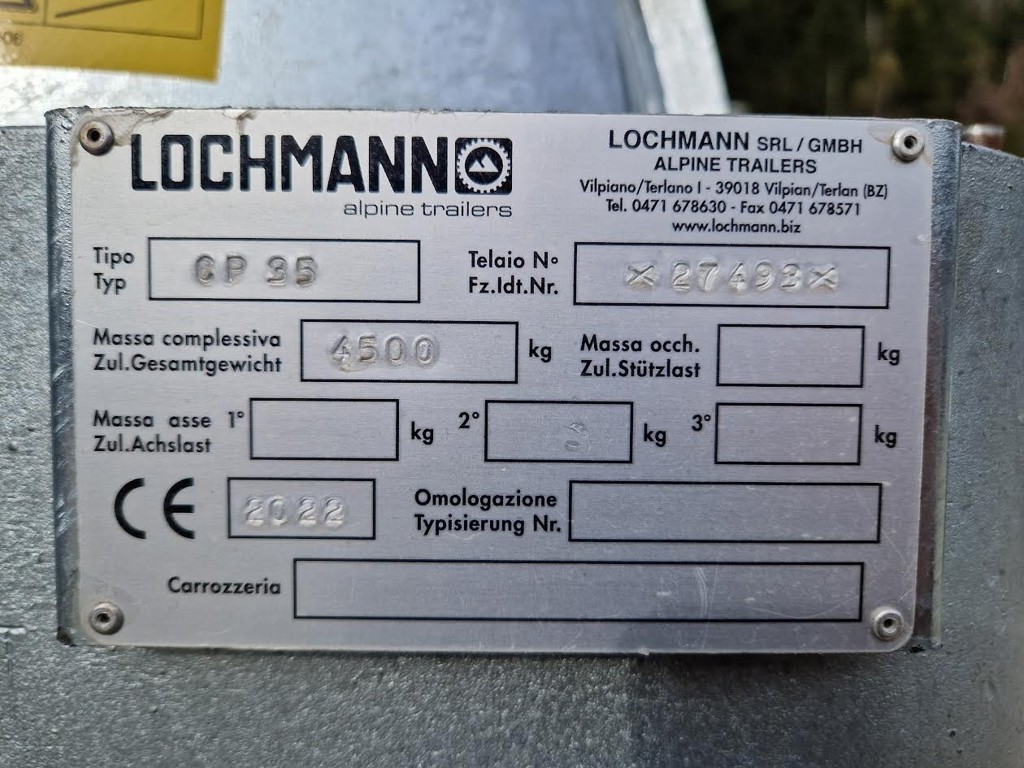 LOCHMANN
alpine trailers
LOCHMANN SRL/GMBH
ALPINE TRAILERS
Vilpiano/Terlano I - 39018 Vilpian/Terlan (BZ)
Tel. 0471 678630 - Fax 0471 678571
www.lochmann.biz
Tipo
Typ
GP 35
Telaio N°
Fz.Idt.Nr.
*27493*
Massa complessiva
Zul.Gesamtgewicht
4500 kg
Massa occh.
Zul.Stützlast
kg
Massa asse 1° kg 2° kg 3° kg
Zul.Achslast
CE 2022
Omologazione
Typisierung Nr.
Carrozzeria